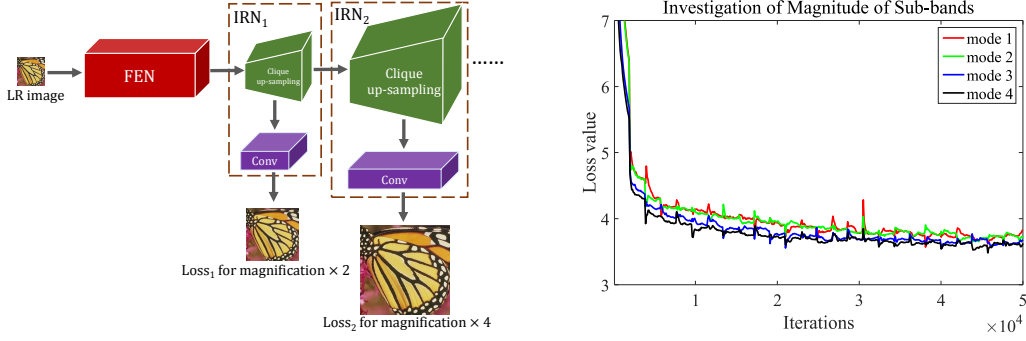 IRN₁
IRN₂
FEN
Clique
up-sampling
Clique
up-sampling
......
LR image
Conv
Conv
Loss₁ for magnification × 2
Loss₂ for magnification × 4
Investigation of Magnitude of Sub-bands
mode 1
mode 2
mode 3
mode 4
Loss value
7
6
5
4
3
1
2
3
4
5
Iterations
×10⁴